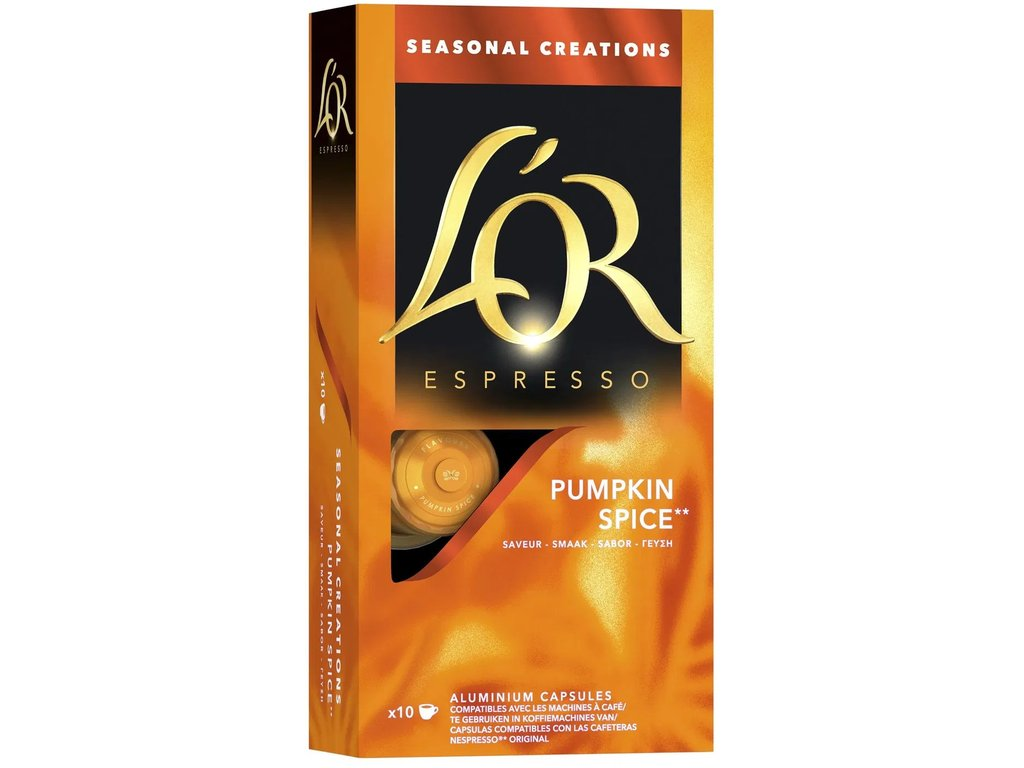 SEASONAL CREATIONS
L'OR
ESPRESSO
FLAVOURS
PUMPKIN SPICE
PUMPKIN
SPICE**
SAVEUR - SMAAK - SABOR - ΓΕΥΣΗ
x10
ALUMINIUM CAPSULES
COMPATIBLES AVEC LES MACHINES À CAFÉ/
TE GEBRUIKEN IN KOFFIEMACHINES VAN/
CAPSULAS COMPATIBLES CON LAS CAFETERAS
NESPRESSO®* ORIGINAL
L'OR
ESPRESSO
x10
SEASONAL CREATIONS
PUMPKIN SPICE**
SAVEUR - SMAAK - SABOR - ΓΕΥΣΗ